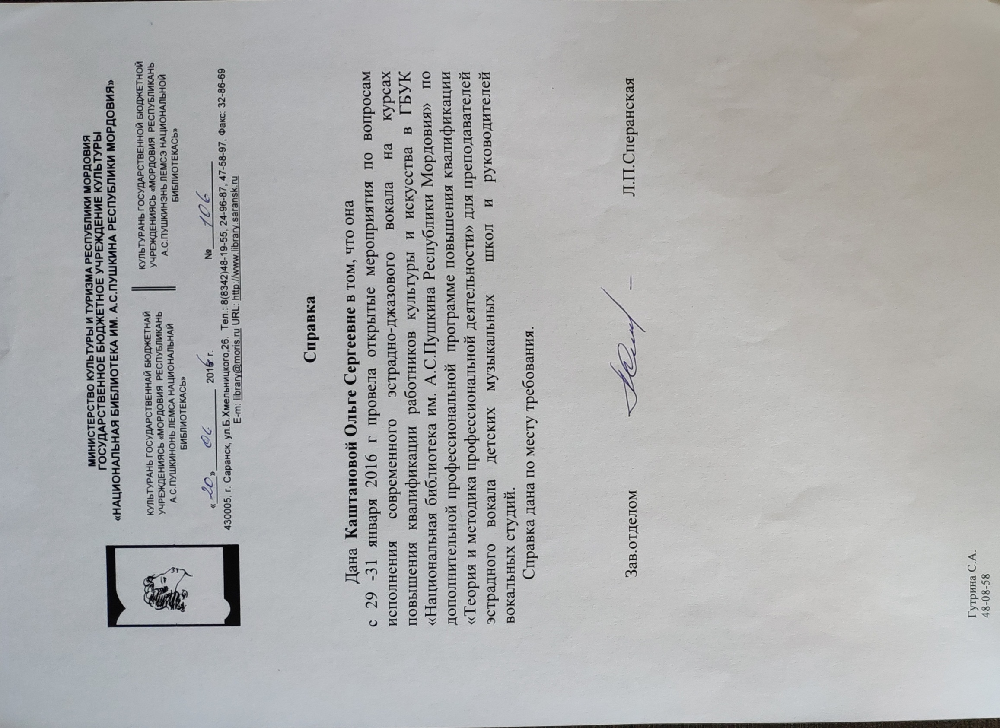 МИНИСТЕРСТВО КУЛЬТУРЫ И ТУРИЗМА РЕСПУБЛИКИ МОРДОВИЯ
ГОСУДАРСТВЕННОЕ БЮДЖЕТНОЕ УЧРЕЖДЕНИЕ КУЛЬТУРЫ
«НАЦИОНАЛЬНАЯ БИБЛИОТЕКА ИМ. А.С.ПУШКИНА РЕСПУБЛИКИ МОРДОВИЯ»
КУЛЬТУРАНЬ ГОСУДАРСТВЕННАЙ БЮДЖЕТНАЙ
УЧРЕЖДЕНИЯСЬ «МОРДОВИЯ РЕСПУБЛИКАНЬ
А.С.ПУШКИНОНЬ ЛЕМСА НАЦИОНАЛЬНАЙ
БИБЛИОТЕКАСЬ»
КУЛЬТУРАНЬ ГОСУДАРСТВЕННОЙ БЮДЖЕТНОЙ
УЧРЕЖДЕНИЯСЬ «МОРДОВИЯ РЕСПУБЛИКАНЬ
А.С.ПУШКИНЭНЬ ЛЕМСЭ НАЦИОНАЛЬНОЙ
БИБЛИОТЕКАСЬ»
«20» 06 2016 г. № 106
430005, г. Саранск, ул.Б.Хмельницкого,26. Тел.: 8(8342)48-19-55, 24-96-87, 47-58-97, Факс: 32-86-69
E-m: library@moris.ru URL: http://www.library.saransk.ru
Справка
Дана Каштановой Ольге Сергеевне в том, что она
с 29 -31 января 2016 г провела открытые мероприятия по вопросам
исполнения современного эстрадно-джазового вокала на курсах
повышения квалификации работников культуры и искусства в ГБУК
«Национальная библиотека им. А.С.Пушкина Республики Мордовия» по
дополнительной профессиональной программе повышения квалификации
«Теория и методика профессиональной деятельности» для преподавателей
эстрадного вокала детских музыкальных школ и руководителей
вокальных студий.
Справка дана по месту требования.
Зав.отделом Л.П.Сперанская
Гутрина С.А.
48-08-58